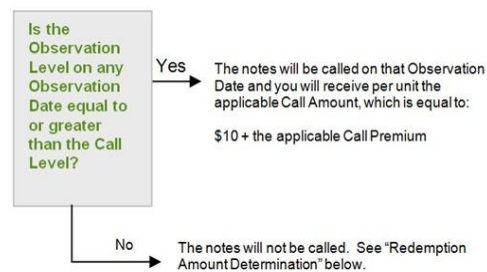 Is the
Observation
Level on any
Observation
Date equal to
or greater
than the Call
Level?
Yes
The notes will be called on that Observation
Date and you will receive per unit the
applicable Call Amount, which is equal to:
$10 + the applicable Call Premium
No
The notes will not be called. See “Redemption
Amount Determination” below.